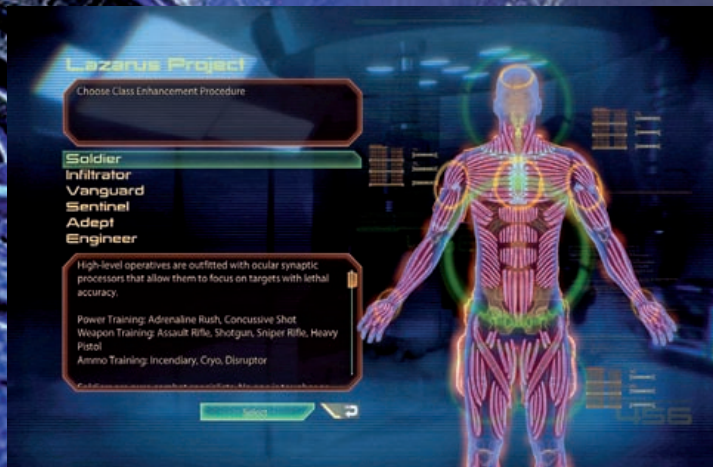 Lazarus Project
Choose Class Enhancement Procedure
Soldier
Infiltrator
Vanguard
Sentinel
Adept
Engineer
High-level operatives are outfitted with ocular synaptic
processors that allow them to focus on targets with lethal
accuracy.
Power Training: Adrenaline Rush, Concussive Shot
Weapon Training: Assault Rifle, Shotgun, Sniper Rifle, Heavy
Pistol
Ammo Training: Incendiary, Cryo, Disruptor
Select
456